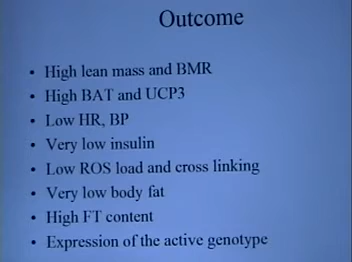 Outcome
• High lean mass and BMR
• High BAT and UCP3
• Low HR, BP
• Very low insulin
• Low ROS load and cross linking
• Very low body fat
• High FT content
• Expression of the active genotype